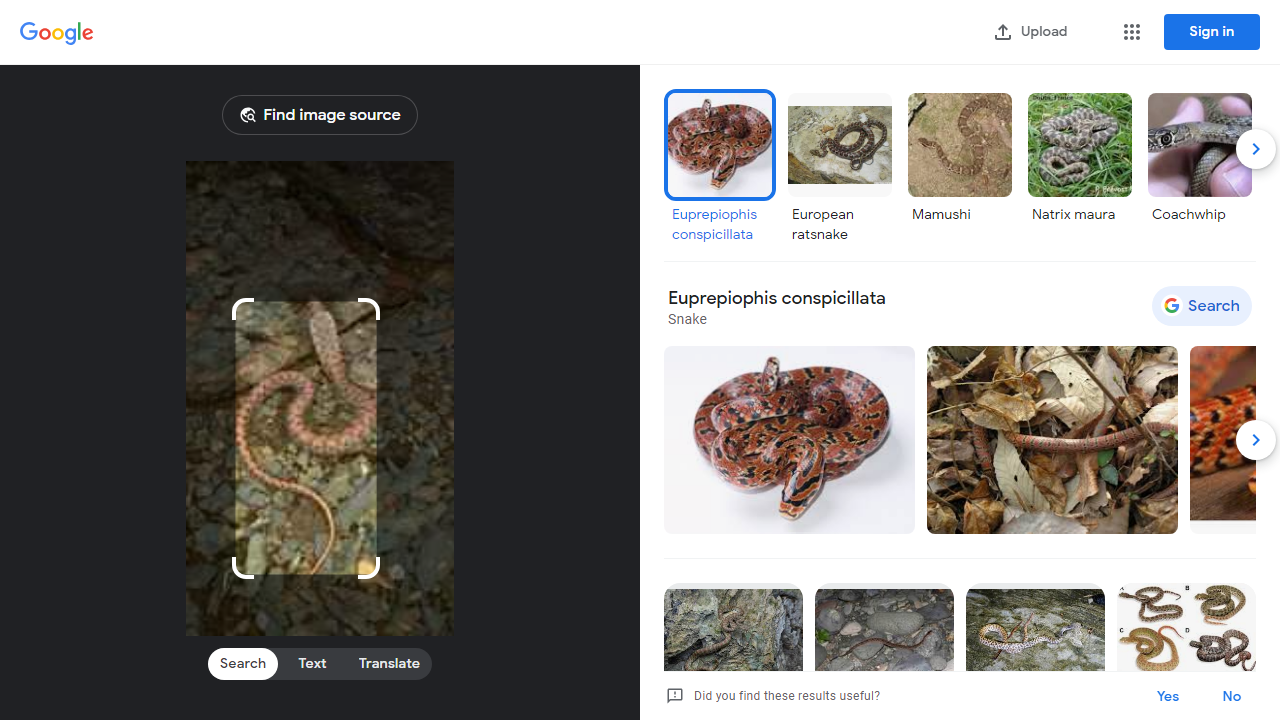 Google
Upload
Sign in
Find image source
Euprepiophis
conspicillata
European
ratsnake
Mamushi
Natrix maura
Coachwhip
Euprepiophis conspicillata
Snake
Search
A
B
C
D
Search
Text
Translate
Did you find these results useful?
Yes
No